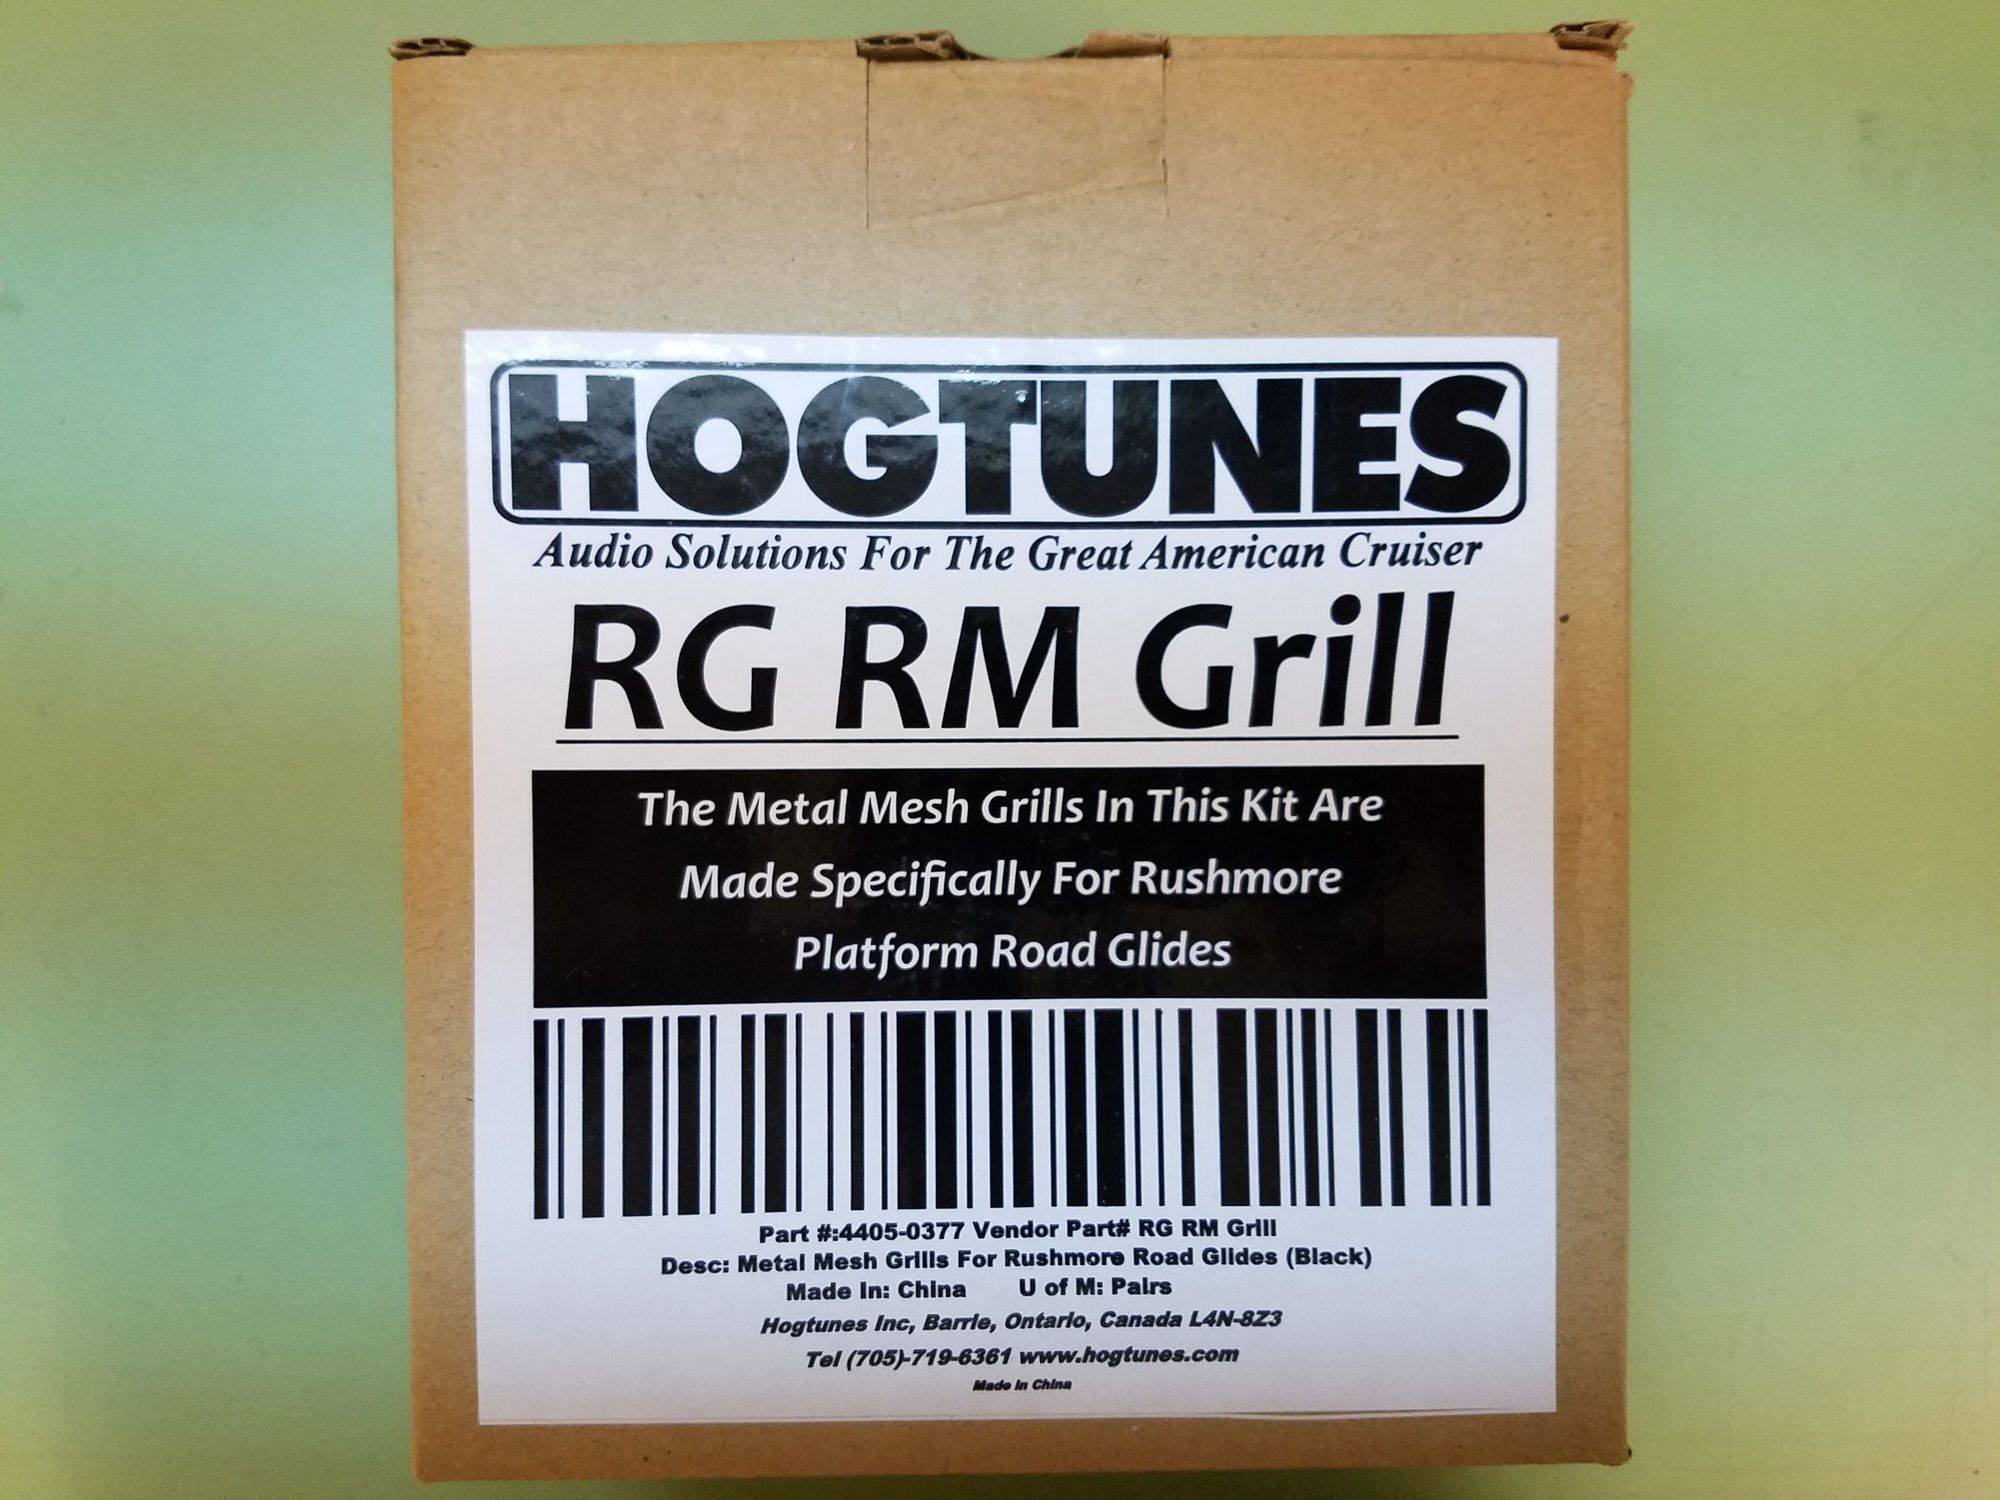 HOGTUNES
Audio Solutions For The Great American Cruiser
RG RM Grill
The Metal Mesh Grills In This Kit Are
Made Specifically For Rushmore
Platform Road Glides
Part #:4405-0377 Vendor Part# RG RM Grill
Desc: Metal Mesh Grills For Rushmore Road Glides (Black)
Made In: China U of M: Pairs
Hogtunes Inc, Barrie, Ontario, Canada L4N-8Z3
Tel (705)-719-6361 www.hogtunes.com
Made In China